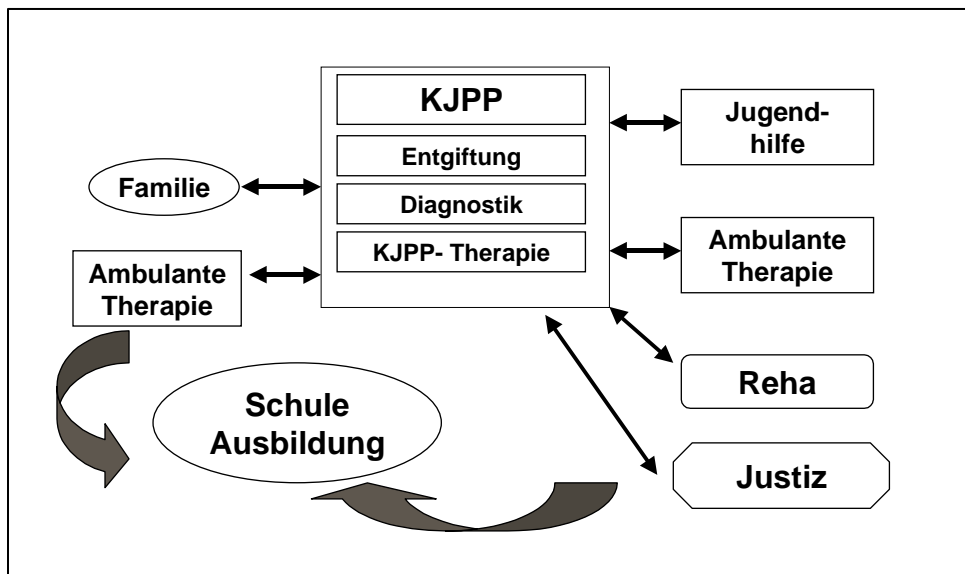 KJPP
Entgiftung
Diagnostik
KJPP- Therapie
Familie
Ambulante
Therapie
Jugend-
hilfe
Ambulante
Therapie
Reha
Justiz
Schule
Ausbildung